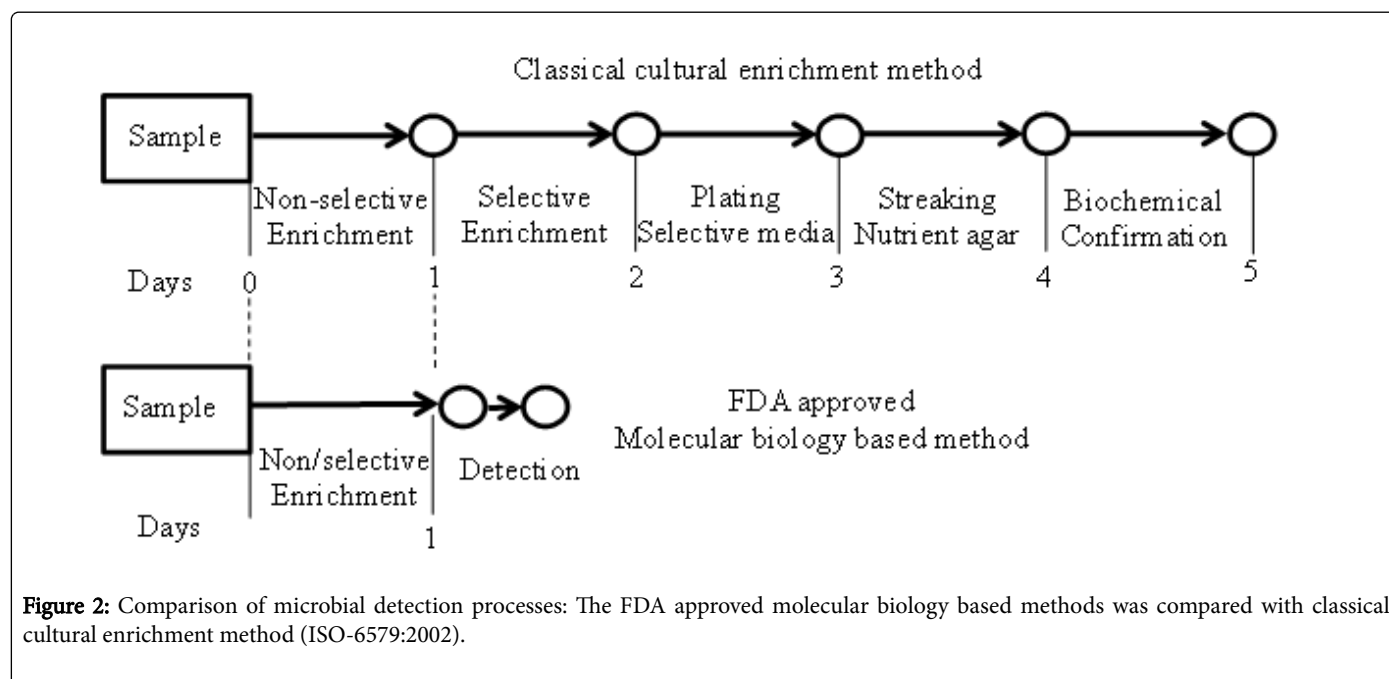 Classical cultural enrichment method
Sample
Non-selective
Enrichment
Selective
Enrichment
Plating
Selective media
Streaking
Nutrient agar
Biochemical
Confirmation
Days 0 1 2 3 4 5
Sample
FDA approved
Molecular biology based method
Non/selective
Enrichment
Detection
Days 1
Figure 2: Comparison of microbial detection processes: The FDA approved molecular biology based methods was compared with classical
cultural enrichment method (ISO-6579:2002).